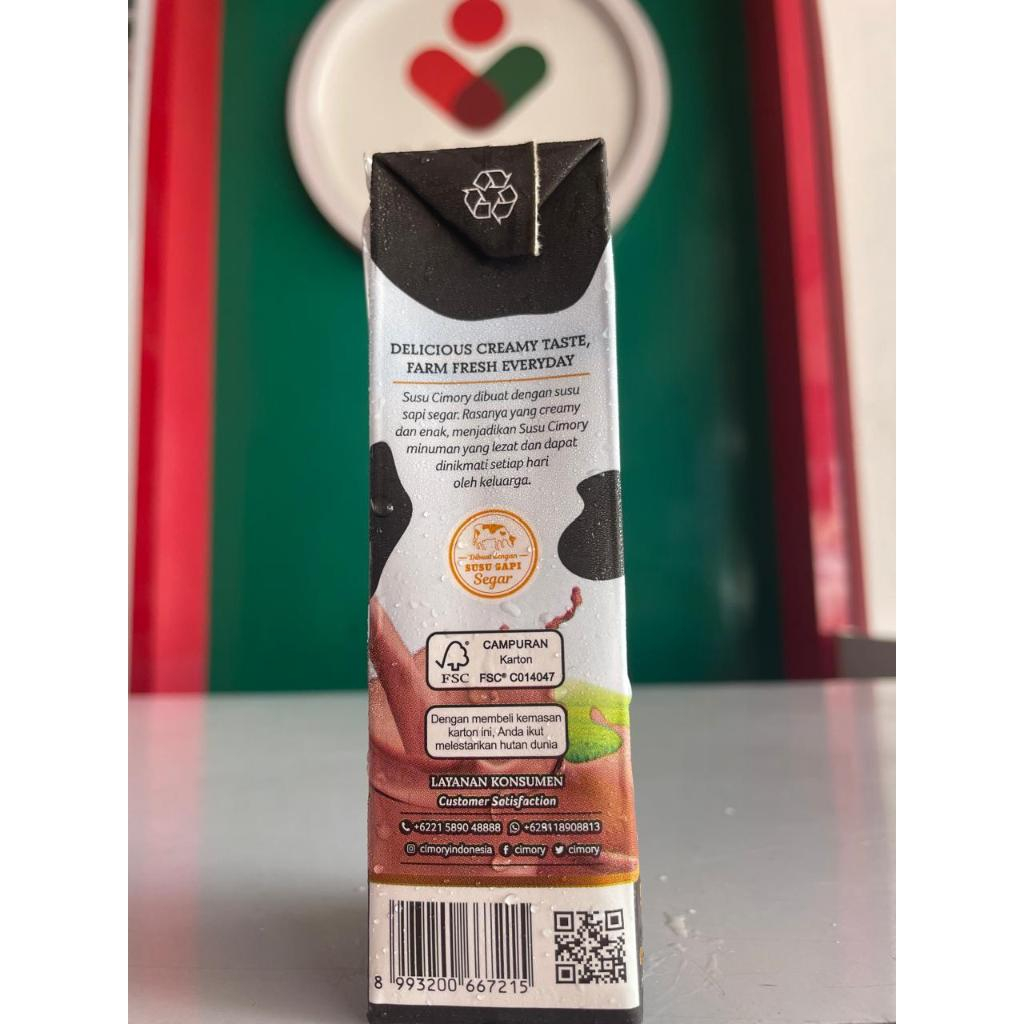 DELICIOUS CREAMY TASTE,
FARM FRESH EVERYDAY
Susu Cimory dibuat dengan susu
sapi segar. Rasanya yang creamy
dan enak, menjadikan Susu Cimory
minuman yang lezat dan dapat
dinikmati setiap hari
oleh keluarga.
Dibuat dengan
SUSU SAPI
Segar
CAMPURAN
Karton
FSC FSC® C014047
Dengan membeli kemasan
karton ini, Anda ikut
melestarikan hutan dunia
LAYANAN KONSUMEN
Customer Satisfaction
+6221 5890 48888 +628118908813
cimoryindonesia cimory cimory
8 993200 667215